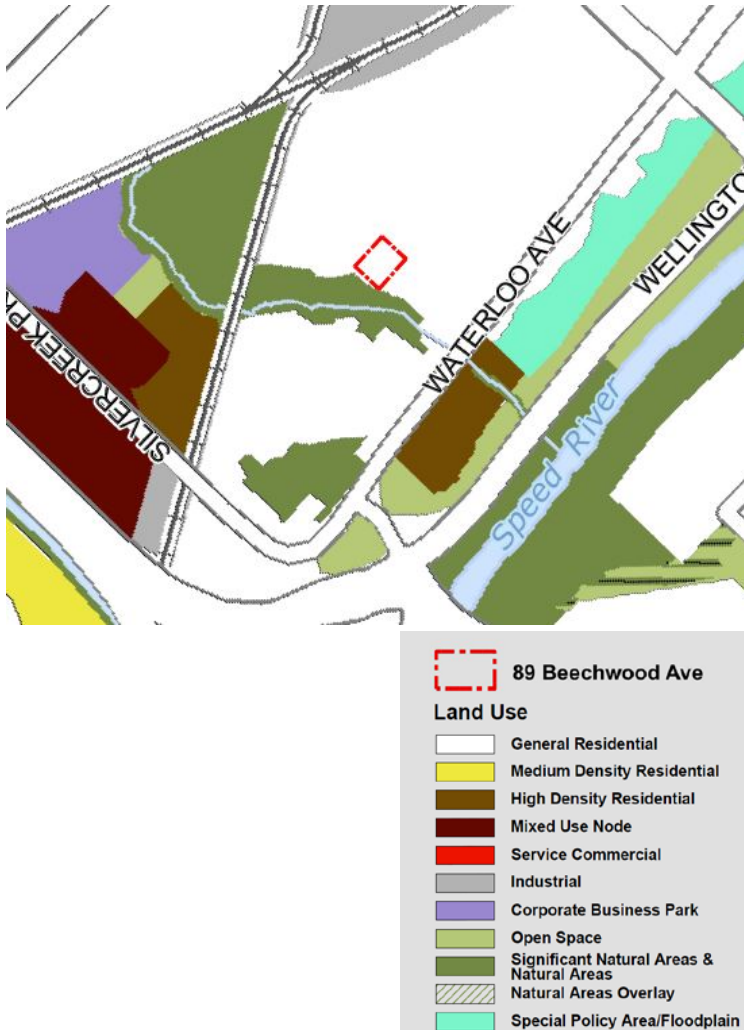 WATERLOO AVE
WELLINGTO
SILVERCREEK PK
Speed River
89 Beechwood Ave
Land Use
General Residential
Medium Density Residential
High Density Residential
Mixed Use Node
Service Commercial
Industrial
Corporate Business Park
Open Space
Significant Natural Areas &
Natural Areas
Natural Areas Overlay
Special Policy Area/Floodplain